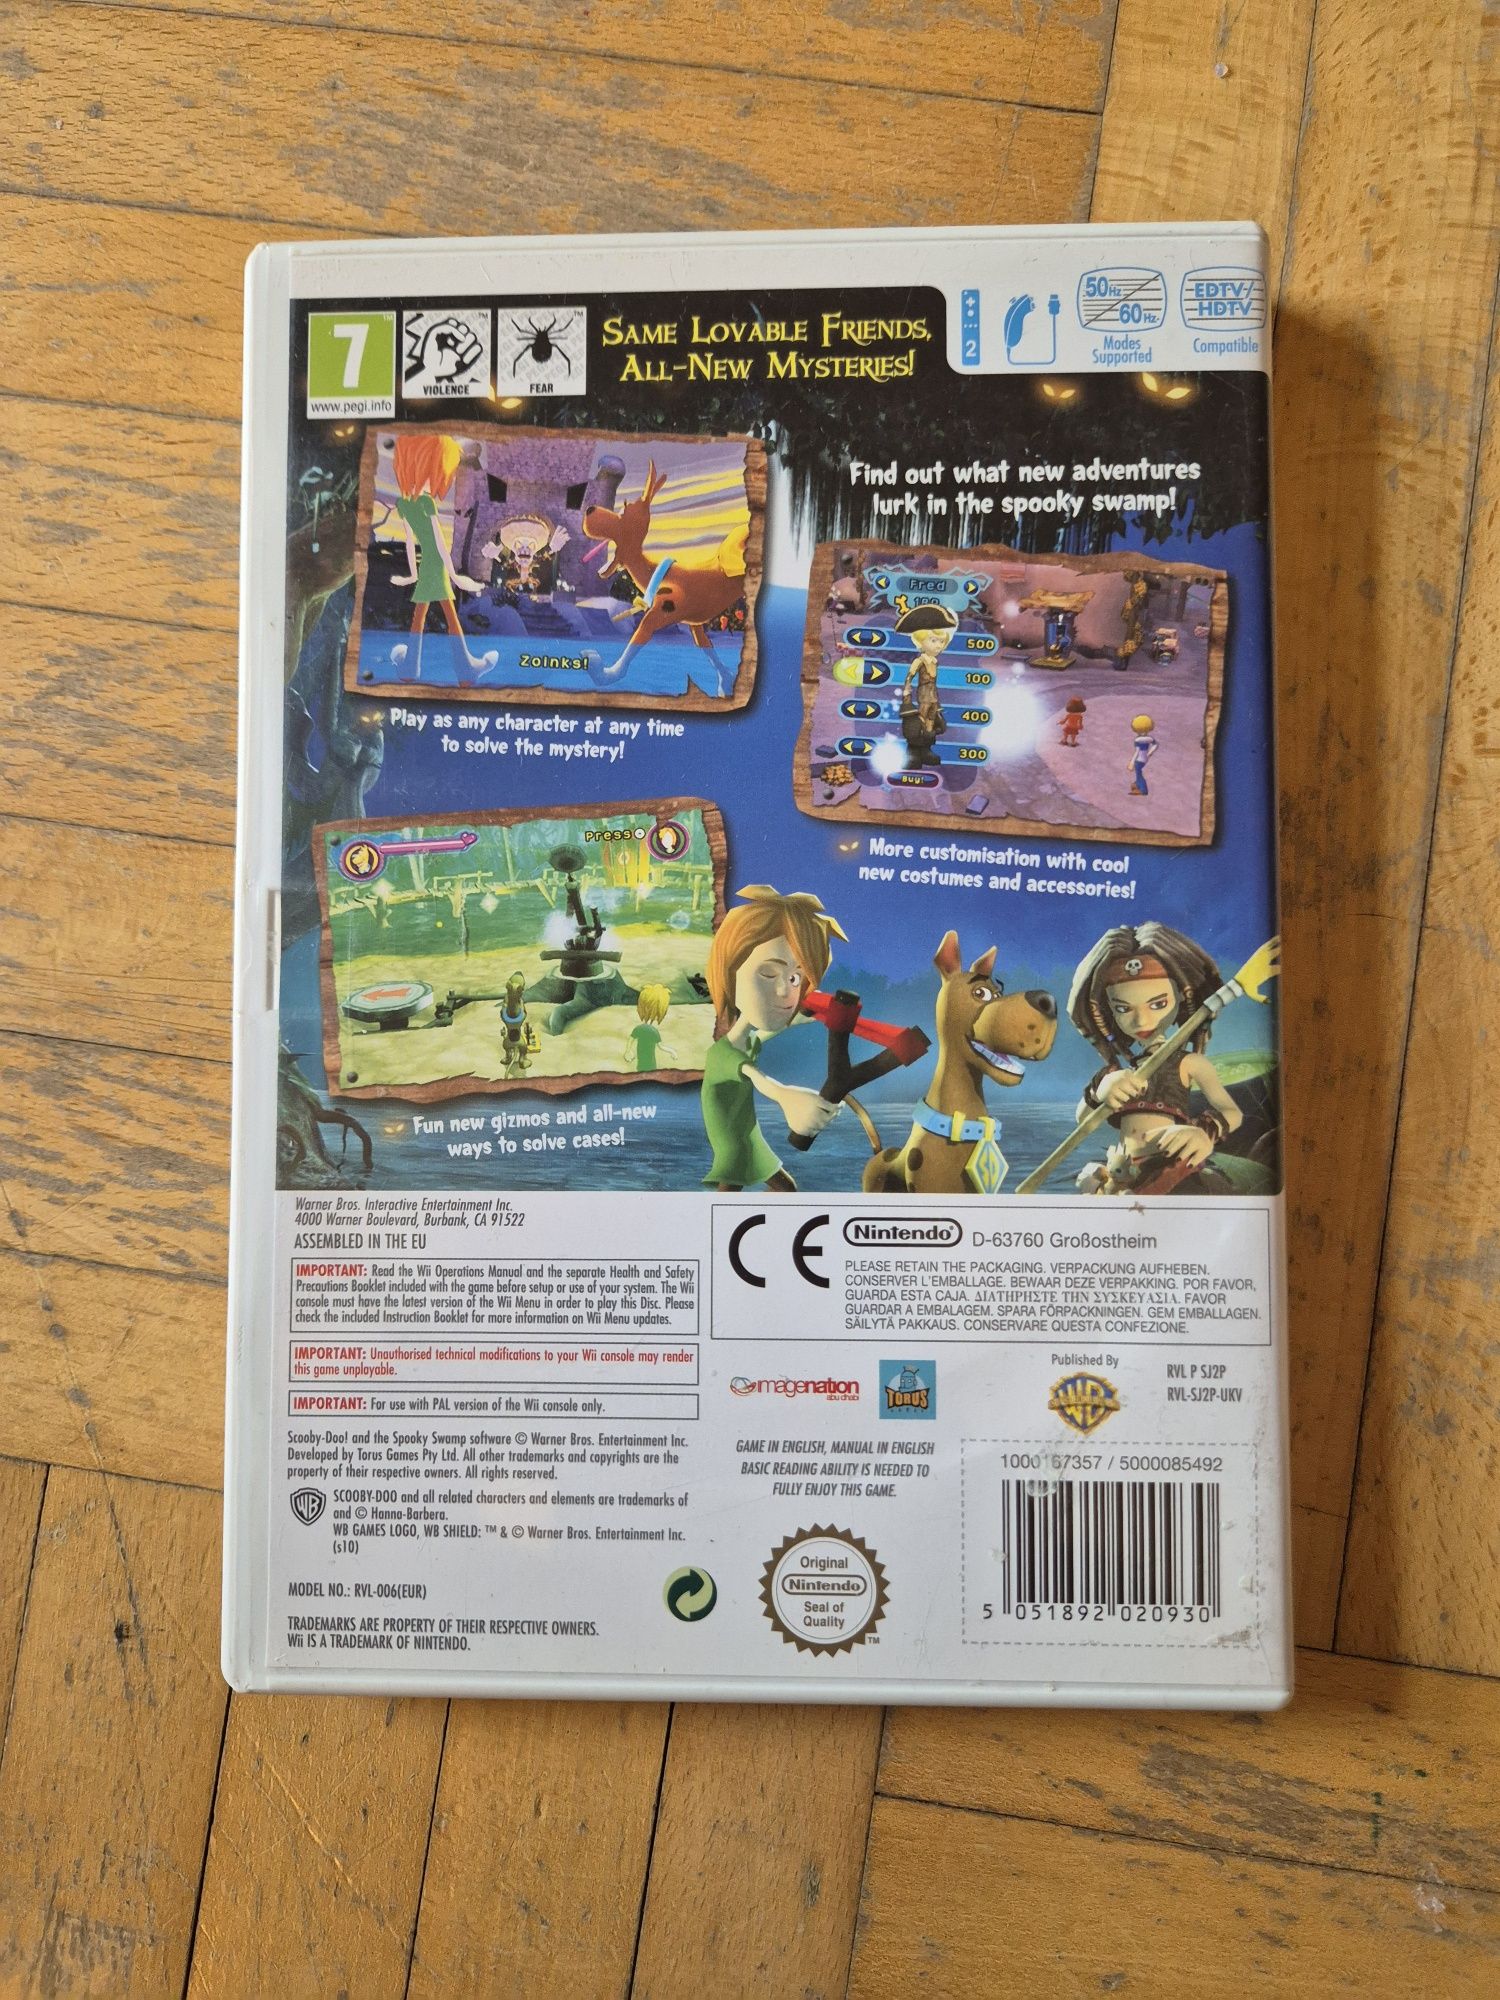 7
www.pegi.info
VIOLENCE
FEAR
SAME LOVABLE FRIENDS,
ALL-NEW MYSTERIES!
2
50Hz
60Hz
Modes
Supported
EDTV/
HDTV
Compatible
Find out what new adventures
lurk in the spooky swamp!
Zoinks!
Play as any character at any time
to solve the mystery!
Fred
100
500
100
400
300
Buy!
More customisation with cool
new costumes and accessories!
Press
Fun new gizmos and all-new
ways to solve cases!
SD
Warner Bros. Interactive Entertainment Inc.
4000 Warner Boulevard, Burbank, CA 91522
ASSEMBLED IN THE EU
IMPORTANT: Read the Wii Operations Manual and the separate Health and Safety
Precautions Booklet included with the game before setup or use of your system. The Wii
console must have the latest version of the Wii Menu in order to play this Disc. Please
check the included Instruction Booklet for more information on Wii Menu updates.
IMPORTANT: Unauthorised technical modifications to your Wii console may render
this game unplayable.
IMPORTANT: For use with PAL version of the Wii console only.
Scooby-Doo! and the Spooky Swamp software © Warner Bros. Entertainment Inc.
Developed by Torus Games Pty Ltd. All other trademarks and copyrights are the
property of their respective owners. All rights reserved.
WB
SCOOBY-DOO and all related characters and elements are trademarks of
and © Hanna-Barbera.
WB GAMES LOGO, WB SHIELD: ™ & © Warner Bros. Entertainment Inc.
(s10)
MODEL NO.: RVL-006(EUR)
TRADEMARKS ARE PROPERTY OF THEIR RESPECTIVE OWNERS.
Wii IS A TRADEMARK OF NINTENDO.
CE
Nintendo®
D-63760 Großostheim
PLEASE RETAIN THE PACKAGING. VERPACKUNG AUFHEBEN.
CONSERVER L'EMBALLAGE. BEWAAR DEZE VERPAKKING. POR FAVOR,
GUARDA ESTA CAJA. ΔΙΑΤΗΡΗΣΤΕ ΤΗΝ ΣΥΣΚΕΥΑΣΙΑ. FAVOR
GUARDAR A EMBALAGEM. SPARA FÖRPACKNINGEN. GEM EMBALLAGEN.
SÄILYTÄ PAKKAUS. CONSERVARE QUESTA CONFEZIONE.
imagenation
abu dhabi
TORUS
GAMES
Published By
WB
RVL P SJ2P
RVL-SJ2P-UKV
GAME IN ENGLISH, MANUAL IN ENGLISH
BASIC READING ABILITY IS NEEDED TO
FULLY ENJOY THIS GAME.
Original
Nintendo
Seal of
Quality
TM
1000167357 / 5000085492
5 051892 020930